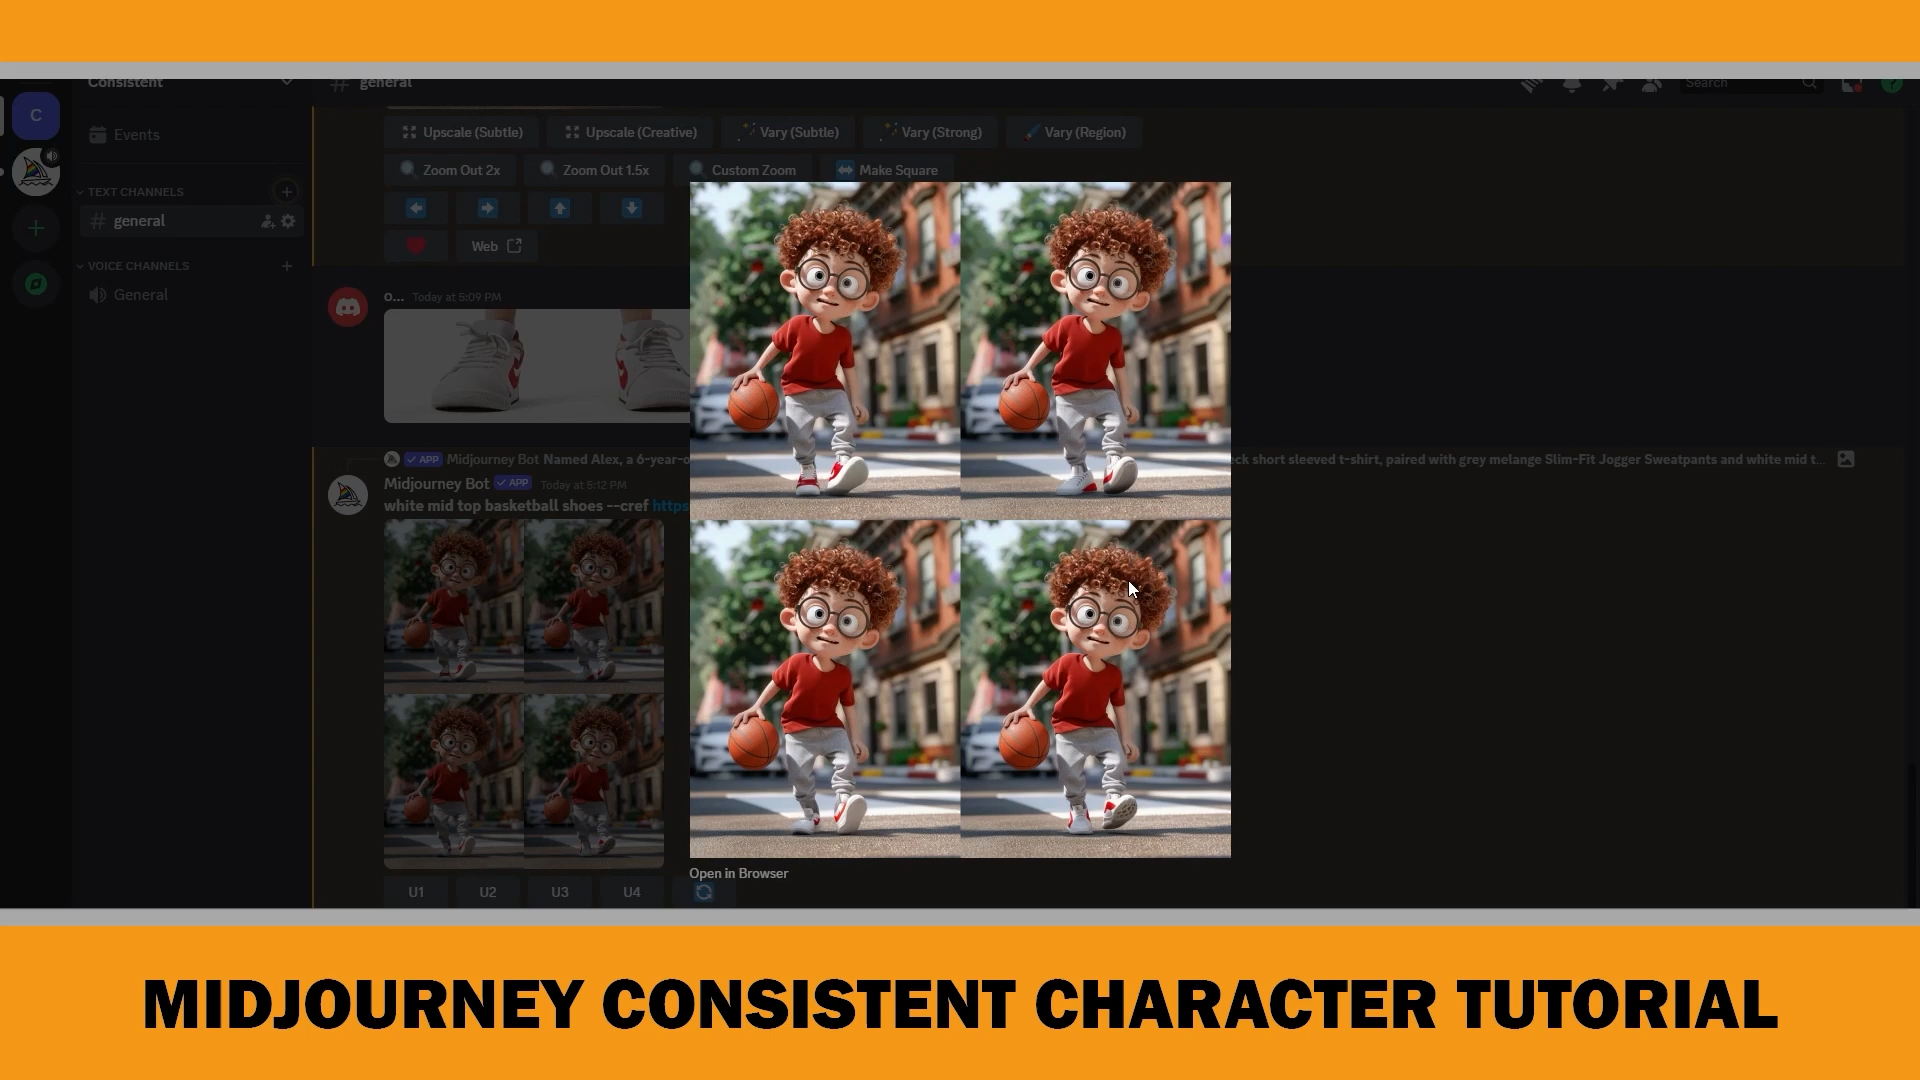 Consistent
general
Search
C
Events
TEXT CHANNELS
general
VOICE CHANNELS
General
Upscale (Subtle)
Upscale (Creative)
Vary (Subtle)
Vary (Strong)
Vary (Region)
Zoom Out 2x
Zoom Out 1.5x
Custom Zoom
Make Square
Web
o... Today at 5:09 PM
APP Midjourney Bot Named Alex, a 6-year-o
eck short sleeved t-shirt, paired with grey melange Slim-Fit Jogger Sweatpants and white mid t...
Midjourney Bot APP Today at 5:12 PM
white mid top basketball shoes --cref https
Open in Browser
U1
U2
U3
U4
MIDJOURNEY CONSISTENT CHARACTER TUTORIAL